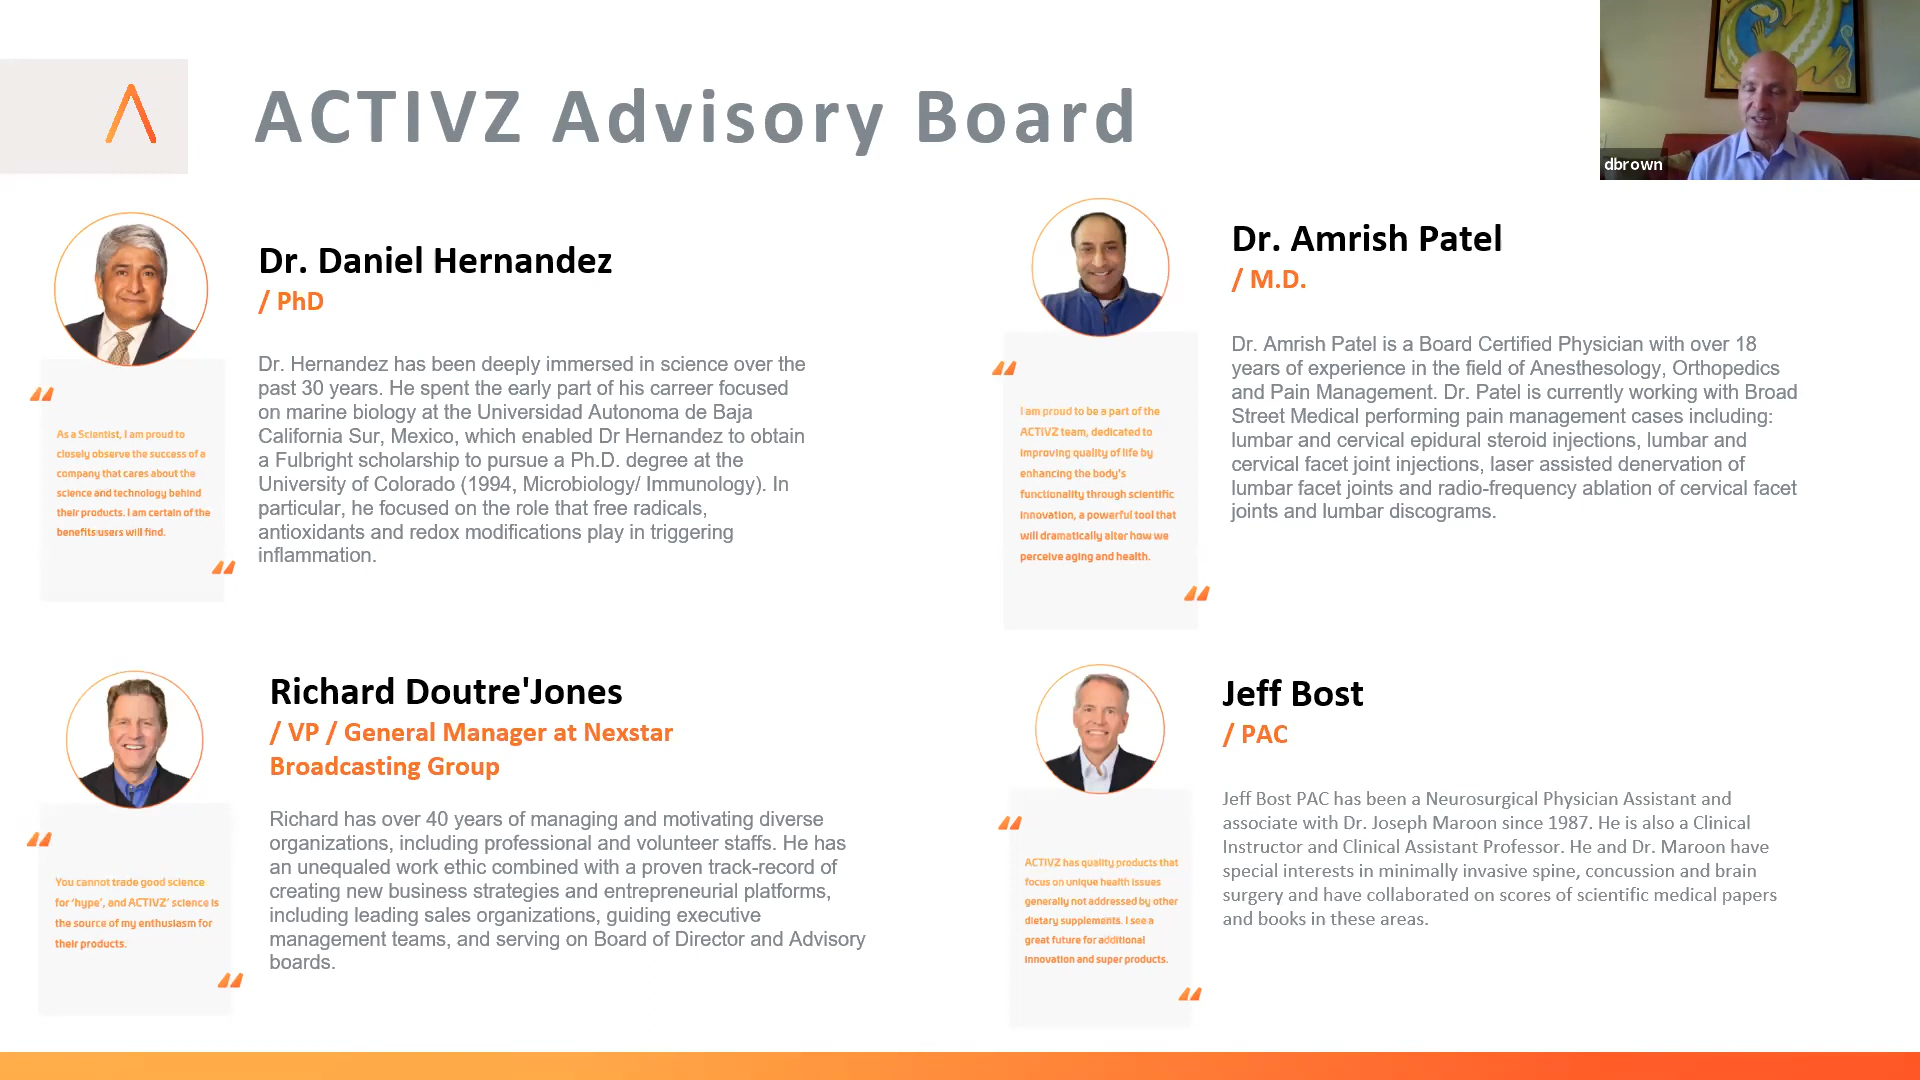 ACTIVZ Advisory Board
dbrown
Dr. Daniel Hernandez
/ PhD
Dr. Hernandez has been deeply immersed in science over the
past 30 years. He spent the early part of his carreer focused
on marine biology at the Universidad Autonoma de Baja
California Sur, Mexico, which enabled Dr Hernandez to obtain
a Fulbright scholarship to pursue a Ph.D. degree at the
University of Colorado (1994, Microbiology/ Immunology). In
particular, he focused on the role that free radicals,
antioxidants and redox modifications play in triggering
inflammation.
As a Scientist, I am proud to
closely observe the success of a
company that cares about the
science and technology behind
their products. I am certain of the
benefits users will find.
Dr. Amrish Patel
/ M.D.
Dr. Amrish Patel is a Board Certified Physician with over 18
years of experience in the field of Anesthesology, Orthopedics
and Pain Management. Dr. Patel is currently working with Broad
Street Medical performing pain management cases including:
lumbar and cervical epidural steroid injections, lumbar and
cervical facet joint injections, laser assisted denervation of
lumbar facet joints and radio-frequency ablation of cervical facet
joints and lumbar discograms.
I am proud to be a part of the
ACTIVZ team, dedicated to
improving quality of life by
enhancing the body's
functionality through scientific
innovation, a powerful tool that
will dramatically alter how we
perceive aging and health.
Richard Doutre'Jones
/ VP / General Manager at Nexstar
Broadcasting Group
Richard has over 40 years of managing and motivating diverse
organizations, including professional and volunteer staffs. He has
an unequaled work ethic combined with a proven track-record of
creating new business strategies and entrepreneurial platforms,
including leading sales organizations, guiding executive
management teams, and serving on Board of Director and Advisory
boards.
You cannot trade good science
for 'hype', and ACTIVZ' science is
the source of my enthusiasm for
their products.
Jeff Bost
/ PAC
Jeff Bost PAC has been a Neurosurgical Physician Assistant and
associate with Dr. Joseph Maroon since 1987. He is also a Clinical
Instructor and Clinical Assistant Professor. He and Dr. Maroon have
special interests in minimally invasive spine, concussion and brain
surgery and have collaborated on scores of scientific medical papers
and books in these areas.
ACTIVZ has quality products that
focus on unique health issues
generally not addressed by other
dietary supplements. I see a
great future for additional
innovation and super products.